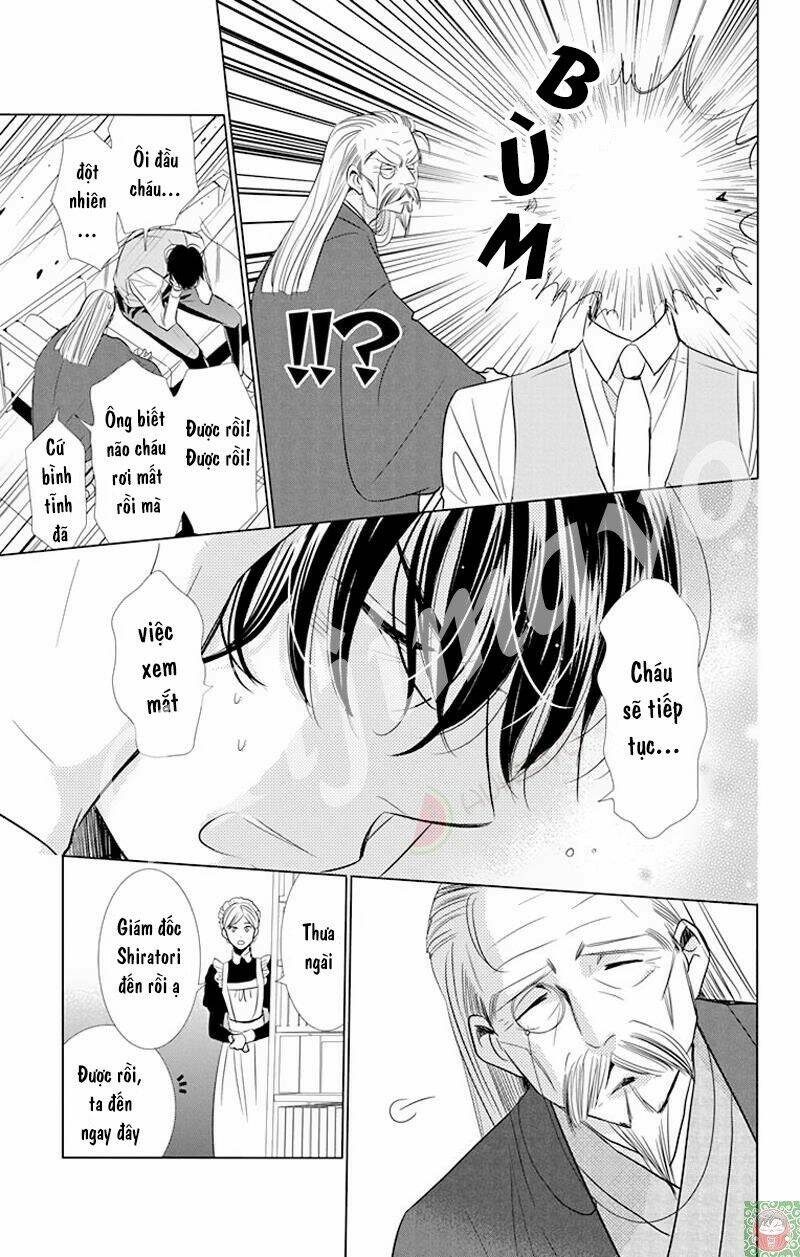 BÙM
!!?
Ôi đầu
cháu...
đột
nhiên
...
Được rồi!
Được rồi!
Ông biết
não cháu
rơi mất
rồi mà
Cứ
bình
tĩnh
đã
Cháu
sẽ tiếp
tục...
việc
xem
mắt
Thưa
ngài
Giám đốc
Shiratori
đến rồi ạ
Được rồi,
ta đến
ngay đây